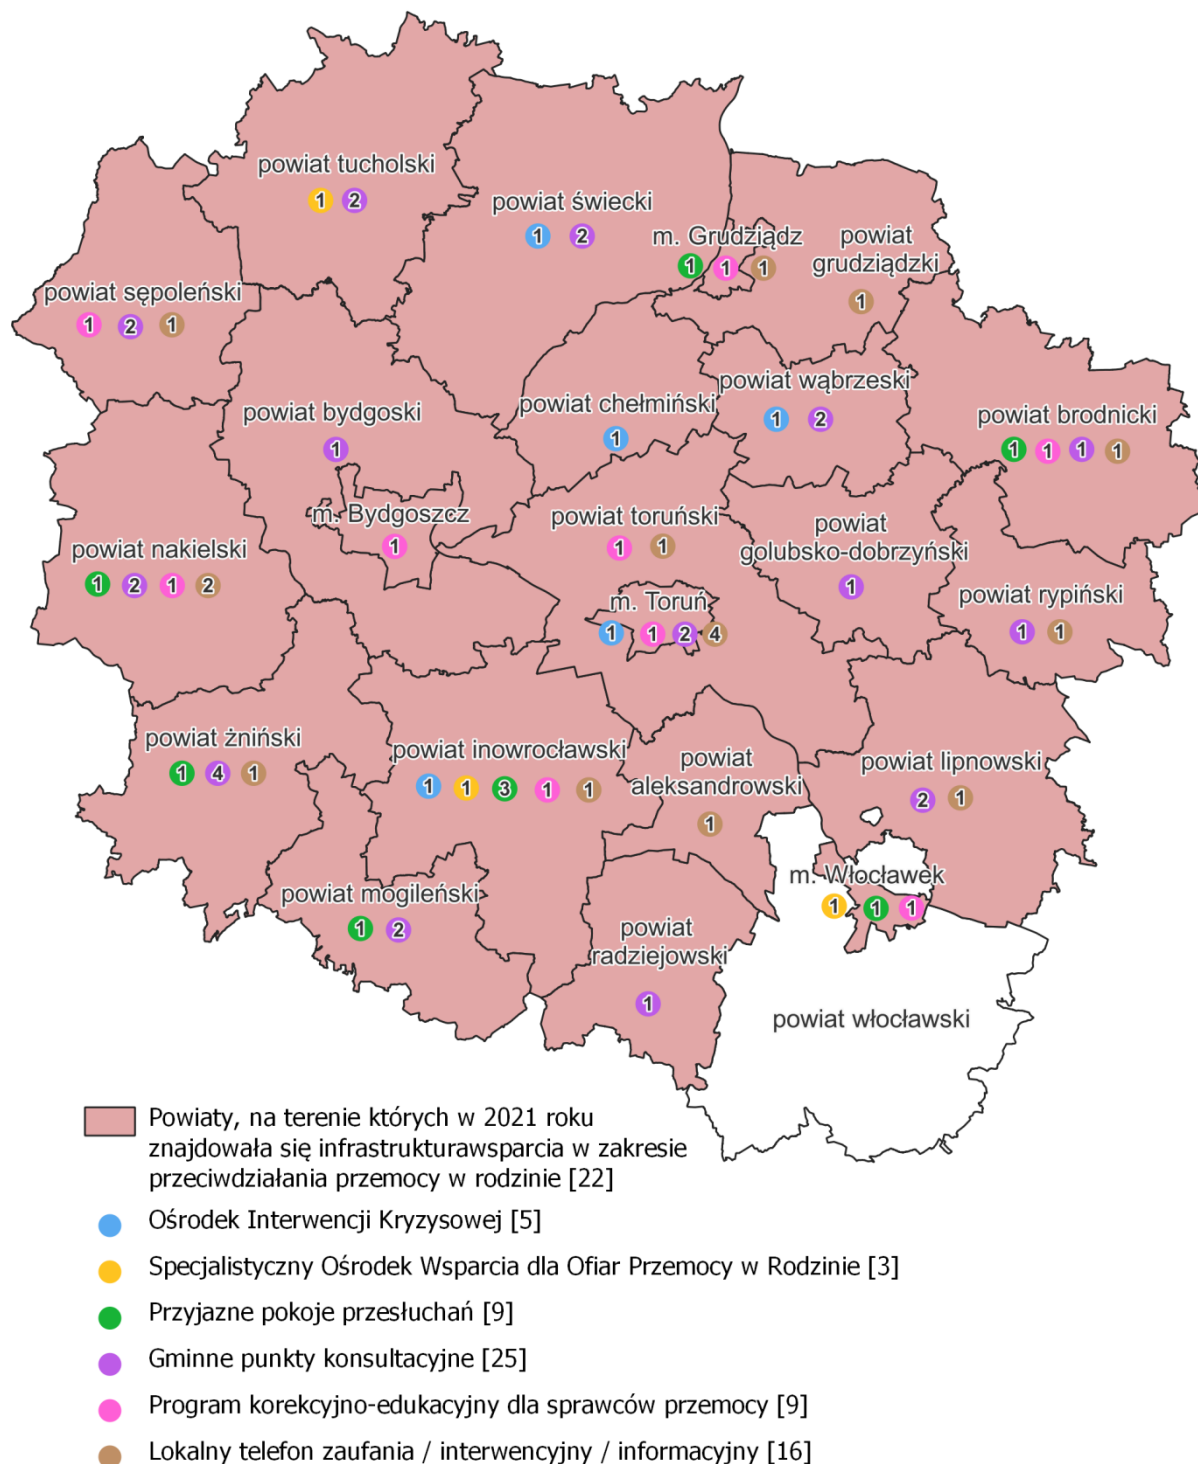 powiat tucholski
1 2
powiat świecki
1 2
m. Grudziądz
1 1 1
powiat
grudziądzki
1
powiat sępoleński
1 2 1
powiat bydgoski
1
powiat chełmiński
1
powiat wąbrzeski
1 2
powiat brodnicki
1 1 1 1
m. Bydgoszcz
1
powiat toruński
1 1
powiat
golubsko-dobrzyński
1
powiat nakielski
1 2 1 2
m. Toruń
1 1 2 4
powiat rypiński
1 1
powiat żniński
1 4 1
powiat inowrocławski
1 1 3 1 1
powiat
aleksandrowski
1
powiat lipnowski
2 1
m. Włocławek
1 1 1
powiat mogileński
1 2
powiat
radziejowski
1
powiat włocławski
Powiaty, na terenie których w 2021 roku
znajdowała się infrastrukturawsparcia w zakresie
przeciwdziałania przemocy w rodzinie [22]
Ośrodek Interwencji Kryzysowej [5]
Specjalistyczny Ośrodek Wsparcia dla Ofiar Przemocy w Rodzinie [3]
Przyjazne pokoje przesłuchań [9]
Gminne punkty konsultacyjne [25]
Program korekcyjno-edukacyjny dla sprawców przemocy [9]
Lokalny telefon zaufania / interwencyjny / informacyjny [16]